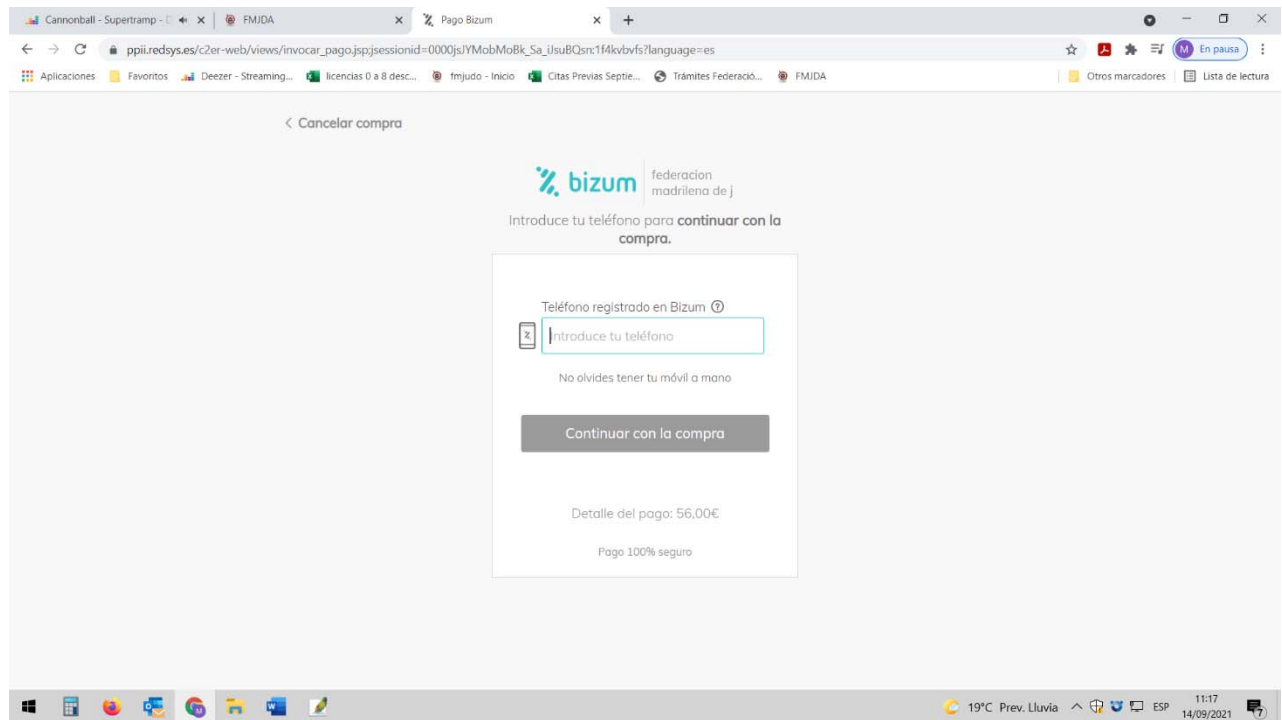 Cannonball - Supertramp - D
FMJDA
Pago Bizum
ppii.redsys.es/c2er-web/views/invocar_pago.jsp;jsessionid=0000jsJYMobMoBk_Sa_iJsuBQsn:1f4kvbvfs?language=es
M
En pausa
Aplicaciones
Favoritos
Deezer - Streaming...
licencias 0 a 8 desc...
fmjudo - Inicio
Citas Previas Septie...
Trámites Federació...
FMJDA
Otros marcadores
Lista de lectura
< Cancelar compra
bizum
federacion
madrilena de j
Introduce tu teléfono para continuar con la
compra.
Teléfono registrado en Bizum
Introduce tu teléfono
No olvides tener tu móvil a mano
Continuar con la compra
Detalle del pago: 56,00€
Pago 100% seguro
19°C Prev. Lluvia
ESP
11:17
14/09/2021
7